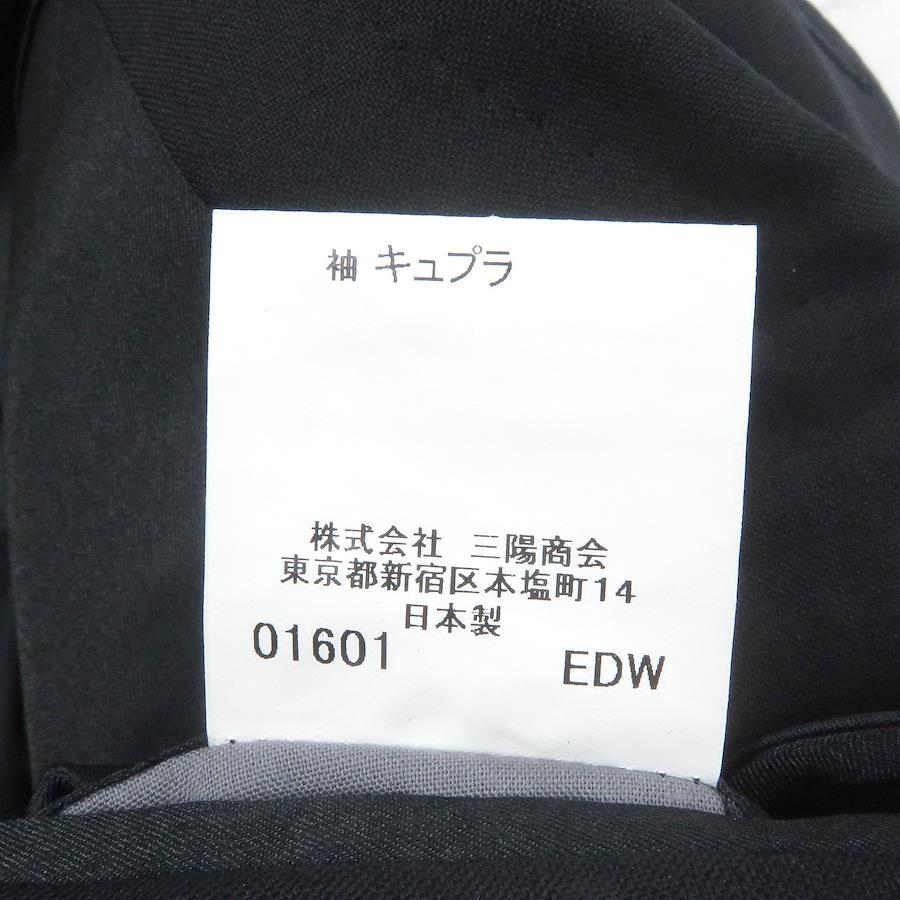 袖 キュプラ
株式会社 三陽商会
東京都新宿区本塩町14
日本製
01601 EDW